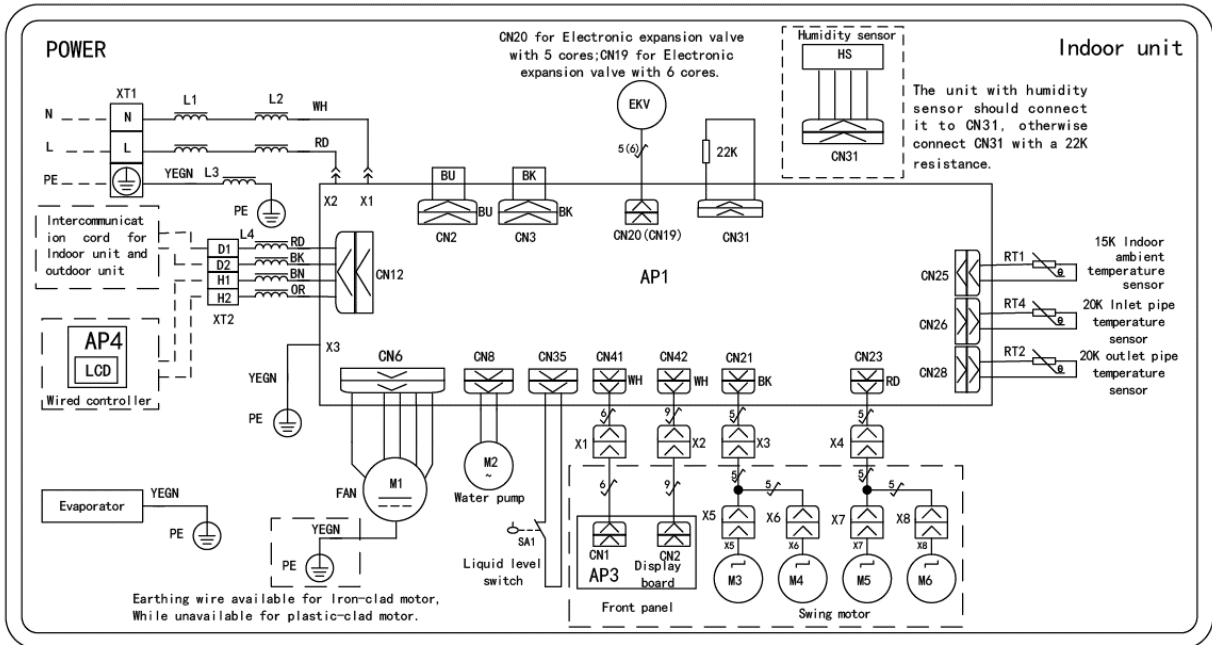 POWER
Indoor unit
CN20 for Electronic expansion valve
with 5 cores;CN19 for Electronic
expansion valve with 6 cores.
Humidity sensor
HS
CN31
The unit with humidity
sensor should connect
it to CN31, otherwise
connect CN31 with a 22K
resistance.
XT1
N
N
L1
L2
WH
L
L
RD
PE
YEGN
L3
PE
X2
X1
EKV
5(6)
22K
BU
BU
CN2
BK
BK
CN3
CN20(CN19)
CN31
Intercommunicat
ion cord for
Indoor unit and
outdoor unit
L4
D1
RD
D2
BK
H1
BN
H2
OR
XT2
CN12
AP1
CN25
RT1
θ
15K Indoor
ambient
temperature
sensor
CN26
RT4
θ
20K Inlet pipe
temperature
sensor
CN28
RT2
θ
20K outlet pipe
temperature
sensor
AP4
LCD
Wired controller
X3
YEGN
PE
CN6
CN8
CN35
CN41
WH
CN42
WH
CN21
BK
CN23
RD
6
9
5
5
X1
X2
X3
X4
FAN
M1
M2
~
Water pump
YEGN
PE
SA1
Liquid level
switch
6
9
5
5
5
5
X5
X6
X7
X8
X5
X6
X7
X8
CN1
CN2
AP3
Display
board
Front panel
M3
M4
M5
M6
Swing motor
Evaporator
YEGN
PE
Earthing wire available for Iron-clad motor,
While unavailable for plastic-clad motor.